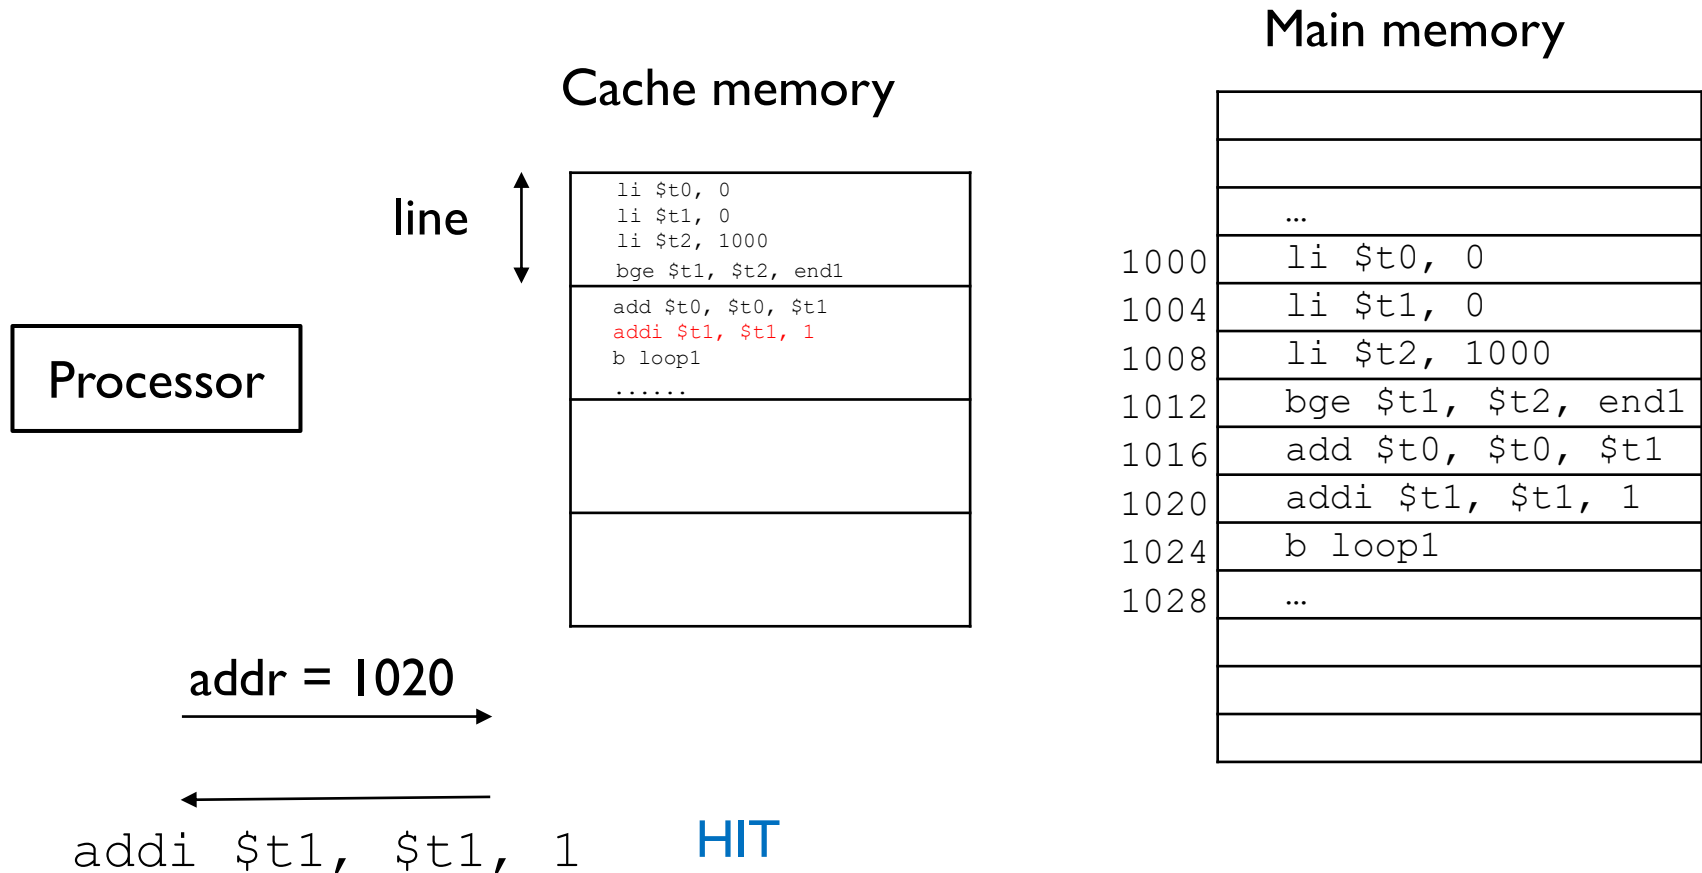 Main memory
Cache memory
line
li $t0, 0
li $t1, 0
li $t2, 1000
bge $t1, $t2, end1
add $t0, $t0, $t1
addi $t1, $t1, 1
b loop1
......
Processor
…
1000 li $t0, 0
1004 li $t1, 0
1008 li $t2, 1000
1012 bge $t1, $t2, end1
1016 add $t0, $t0, $t1
1020 addi $t1, $t1, 1
1024 b loop1
1028 …
addr = 1020
addi $t1, $t1, 1
HIT